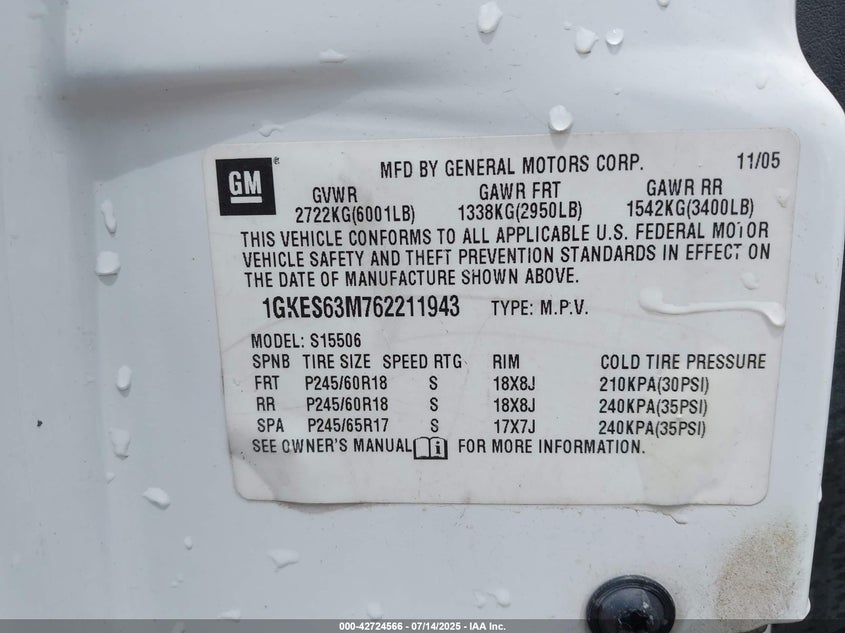 GM® MFD BY GENERAL MOTORS CORP. 11/05
GVWR GAWR FRT GAWR RR
2722KG(6001LB) 1338KG(2950LB) 1542KG(3400LB)
THIS VEHICLE CONFORMS TO ALL APPLICABLE U.S. FEDERAL MOTOR
VEHICLE SAFETY AND THEFT PREVENTION STANDARDS IN EFFECT ON
THE DATE OF MANUFACTURE SHOWN ABOVE.
1GKES63M762211943 TYPE: M.P.V.
MODEL: S15506
SPNB TIRE SIZE SPEED RTG RIM COLD TIRE PRESSURE
FRT P245/60R18 S 18X8J 210KPA(30PSI)
RR P245/60R18 S 18X8J 240KPA(35PSI)
SPA P245/65R17 S 17X7J 240KPA(35PSI)
SEE OWNER'S MANUAL i FOR MORE INFORMATION.
000-42724566 - 07/14/2025 - IAA Inc.